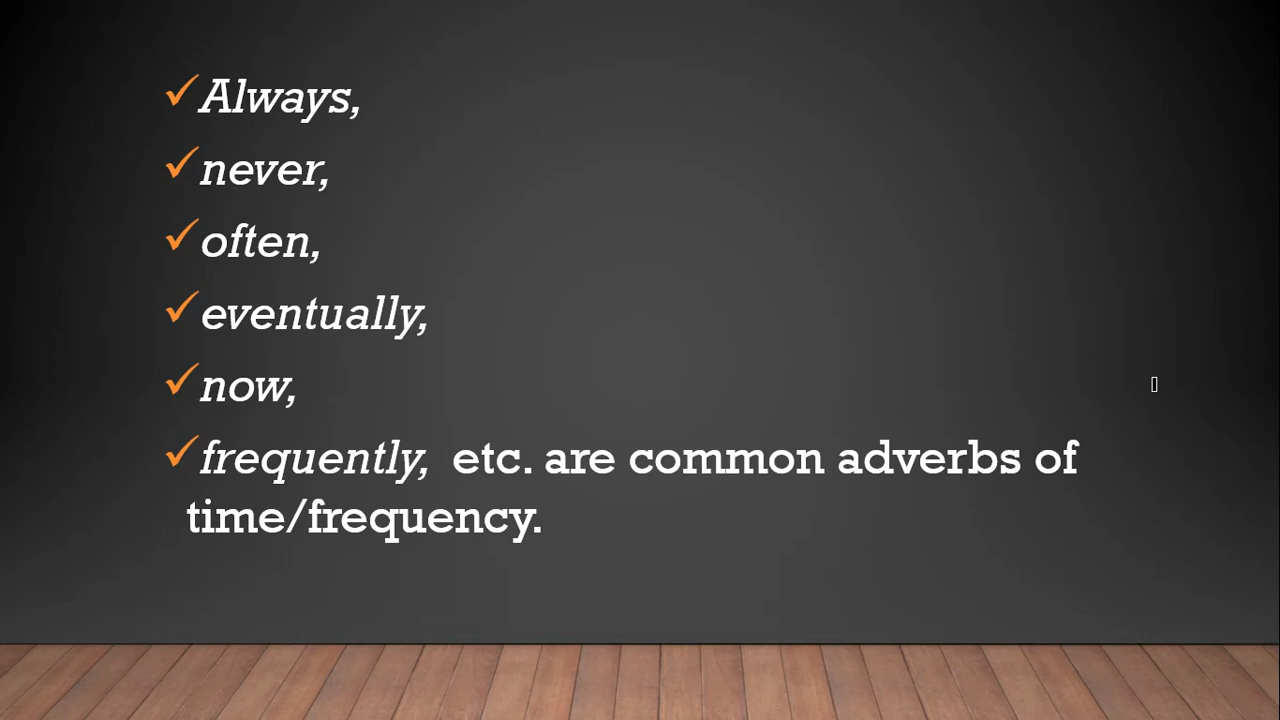 Always,
never,
often,
eventually,
now,
frequently, etc. are common adverbs of
time/frequency.